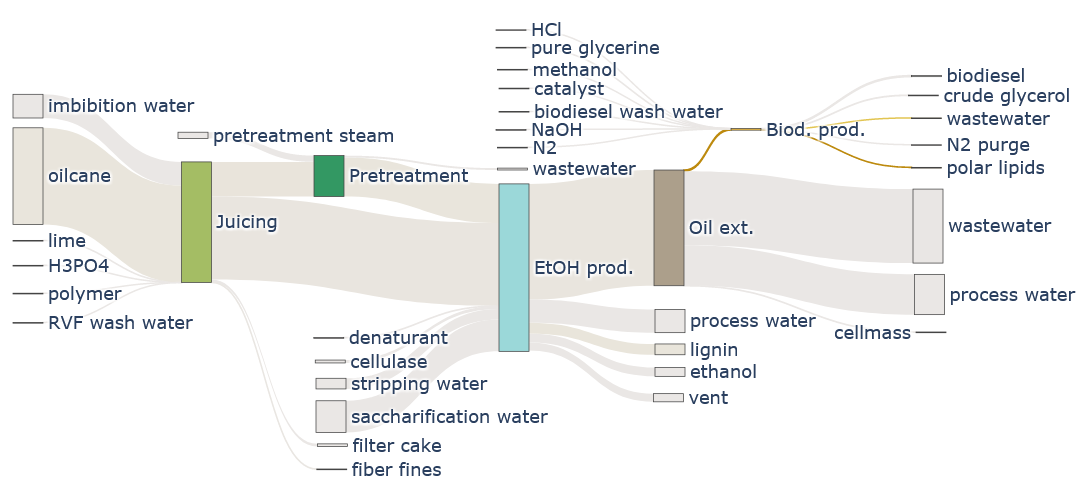 HCl
pure glycerine
methanol
catalyst
biodiesel wash water
NaOH
N2
wastewater
imbibition water
oilcane
lime
H3PO4
polymer
RVF wash water
pretreatment steam
Pretreatment
Juicing
denaturant
cellulase
stripping water
saccharification water
filter cake
fiber fines
EtOH prod.
process water
lignin
ethanol
vent
Oil ext.
Biod. prod.
biodiesel
crude glycerol
wastewater
N2 purge
polar lipids
wastewater
process water
cellmass